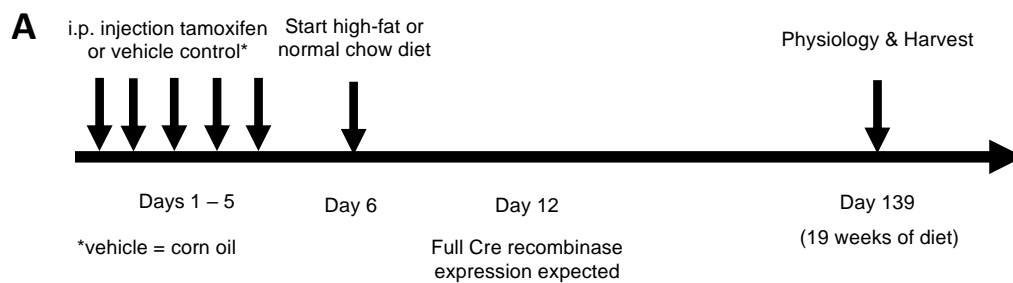 A
i.p. injection tamoxifen
or vehicle control*
Start high-fat or
normal chow diet
Physiology & Harvest
Days 1 – 5
Day 6
Day 12
Day 139
*vehicle = corn oil
Full Cre recombinase
expression expected
(19 weeks of diet)